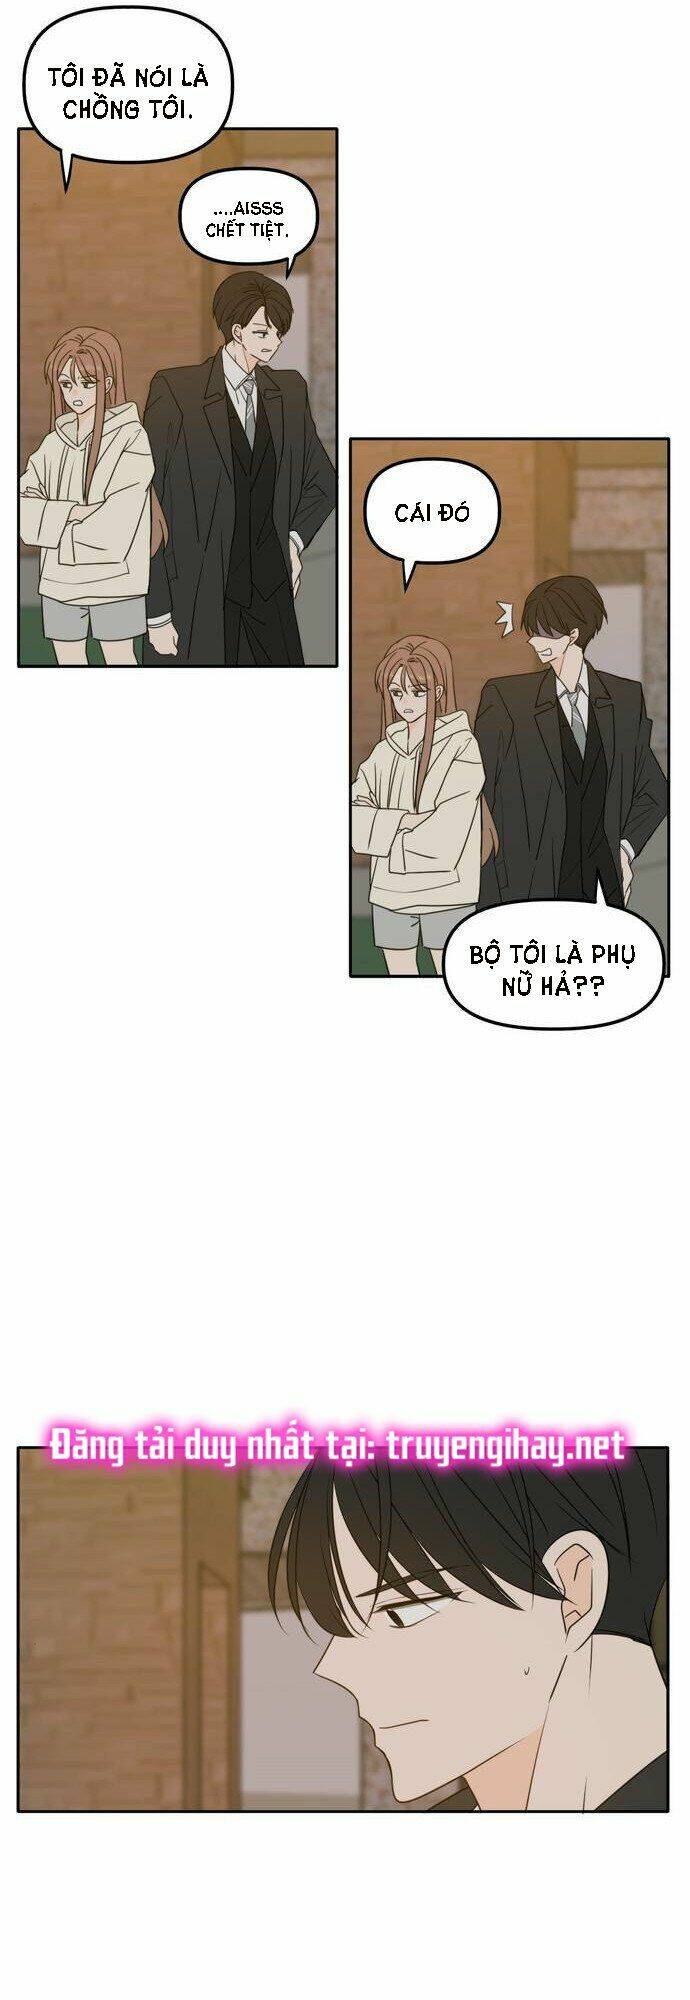 TÔI ĐÃ NÓI LÀ
CHỒNG TÔI.
....AISSS
CHẾT TIỆT.
CÁI ĐÓ
BỘ TÔI LÀ PHỤ
NỮ HẢ??
Đăng tải duy nhất tại: truyengihay.net